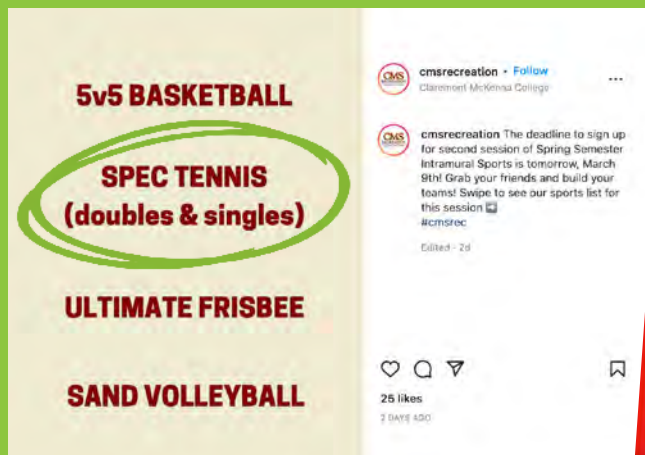 5v5 BASKETBALL
SPEC TENNIS
(doubles & singles)
ULTIMATE FRISBEE
SAND VOLLEYBALL
CMS
cmsrecreation • Follow
Claremont McKenna College
...
CMS
cmsrecreation The deadline to sign up
for second session of Spring Semester
Intramural Sports is tomorrow, March
9th! Grab your friends and build your
teams! Swipe to see our sports list for
this session ➡️
#cmsrec
Edited · 2d
25 likes
2 DAYS AGO